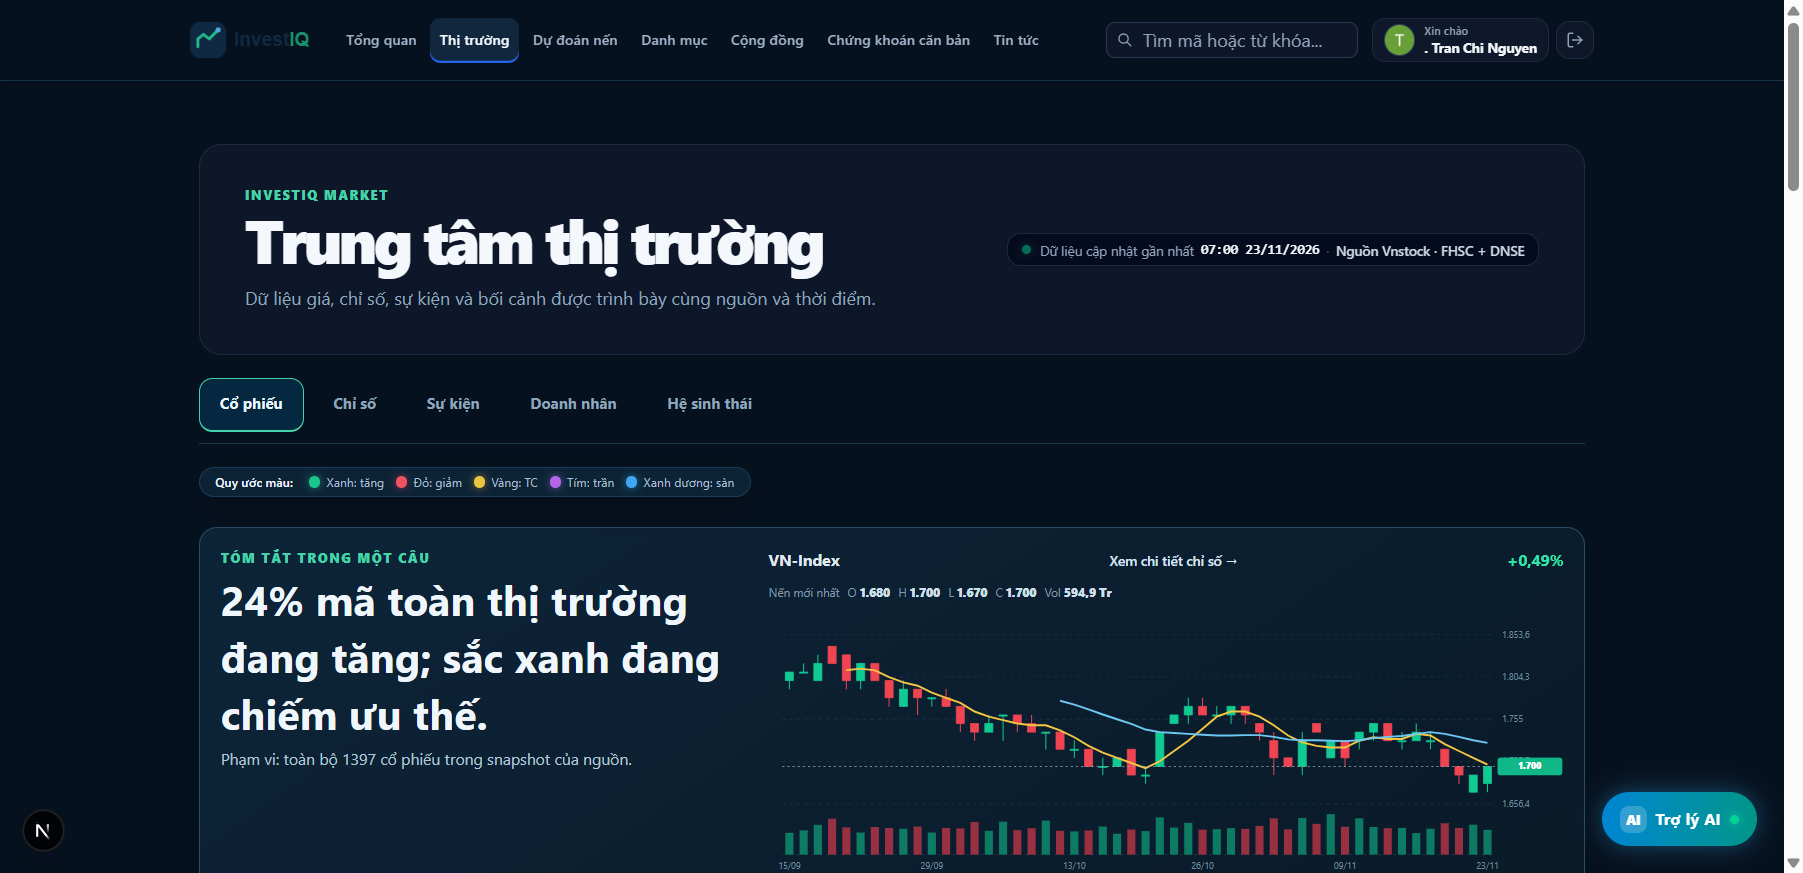 InvestIQ
Tổng quan
Thị trường
Dự đoán nến
Danh mục
Cộng đồng
Chứng khoán căn bản
Tin tức
Tìm mã hoặc từ khóa...
T
Xin chào
. Tran Chi Nguyen
INVESTIQ MARKET
Trung tâm thị trường
Dữ liệu giá, chỉ số, sự kiện và bối cảnh được trình bày cùng nguồn và thời điểm.
Dữ liệu cập nhật gần nhất 07:00 23/11/2026 · Nguồn Vnstock · FHSC + DNSE
Cổ phiếu
Chỉ số
Sự kiện
Doanh nhân
Hệ sinh thái
Quy ước màu: Xanh: tăng Đỏ: giảm Vàng: TC Tím: trần Xanh dương: sàn
TÓM TẮT TRONG MỘT CÂU
24% mã toàn thị trường
đang tăng; sắc xanh đang
chiếm ưu thế.
Phạm vi: toàn bộ 1397 cổ phiếu trong snapshot của nguồn.
VN-Index
Xem chi tiết chỉ số →
+0,49%
Nến mới nhất O 1.680 H 1.700 L 1.670 C 1.700 Vol 594,9 Tr
1.853,6
1.804,3
1.755
1.700
1.656,4
15/09
29/09
13/10
26/10
09/11
23/11
N
AI Trợ lý AI